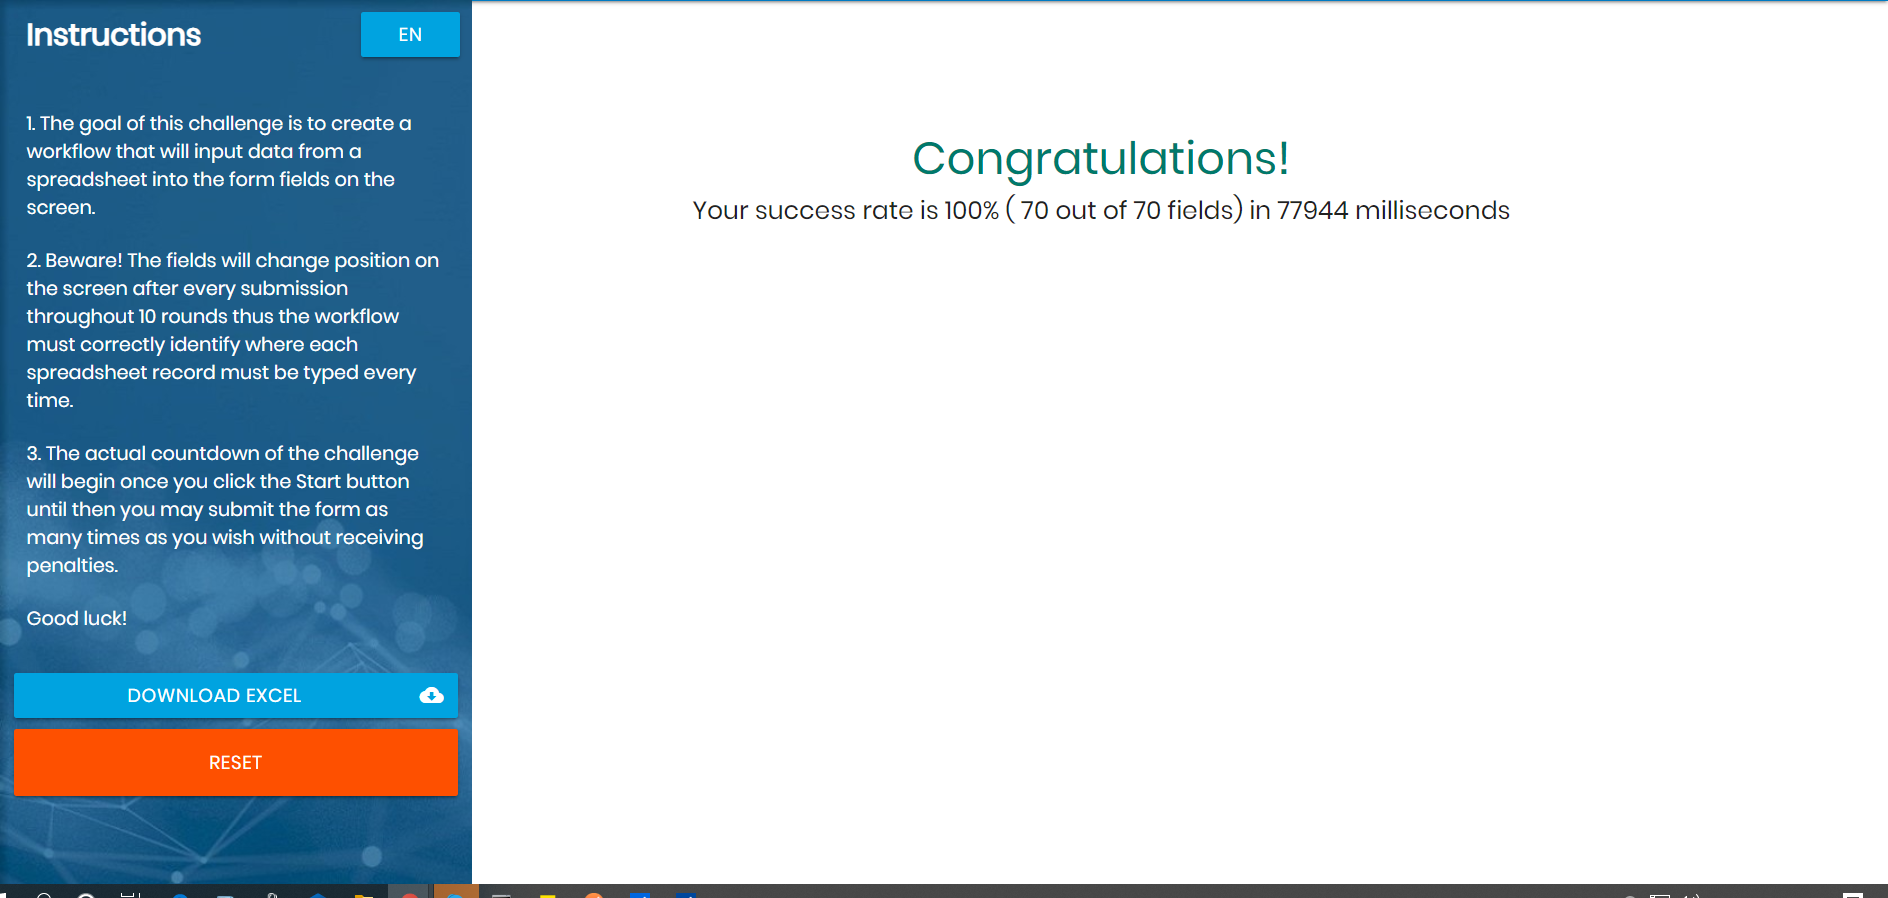 Instructions
EN
1. The goal of this challenge is to create a
workflow that will input data from a
spreadsheet into the form fields on the
screen.
2. Beware! The fields will change position on
the screen after every submission
throughout 10 rounds thus the workflow
must correctly identify where each
spreadsheet record must be typed every
time.
3. The actual countdown of the challenge
will begin once you click the Start button
until then you may submit the form as
many times as you wish without receiving
penalties.
Good luck!
DOWNLOAD EXCEL
RESET
Congratulations!
Your success rate is 100% ( 70 out of 70 fields) in 77944 milliseconds